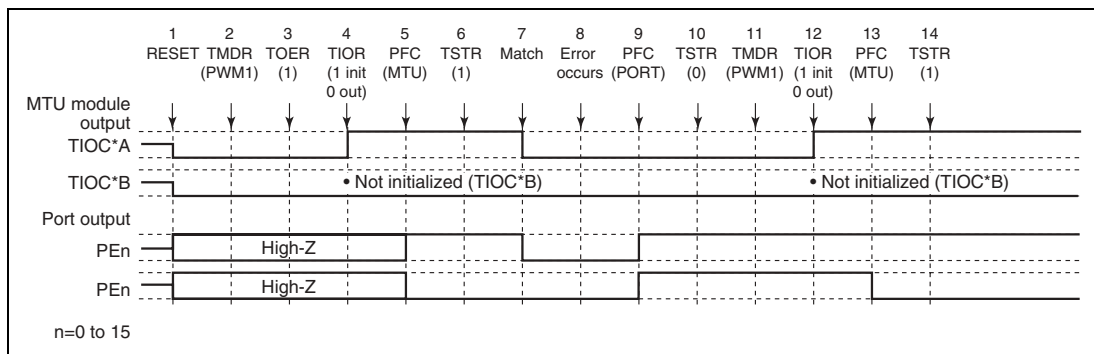 1 2 3 4 5 6 7 8 9 10 11 12 13 14
RESET TMDR TOER TIOR PFC TSTR Match Error PFC TSTR TMDR TIOR PFC TSTR
(PWM1) (1) (1 init (MTU) (1) occurs (PORT) (0) (PWM1) (1 init (MTU) (1)
0 out) 0 out)
MTU module
output
TIOC*A
TIOC*B • Not initialized (TIOC*B) • Not initialized (TIOC*B)
Port output
PEn High-Z
PEn High-Z
n=0 to 15